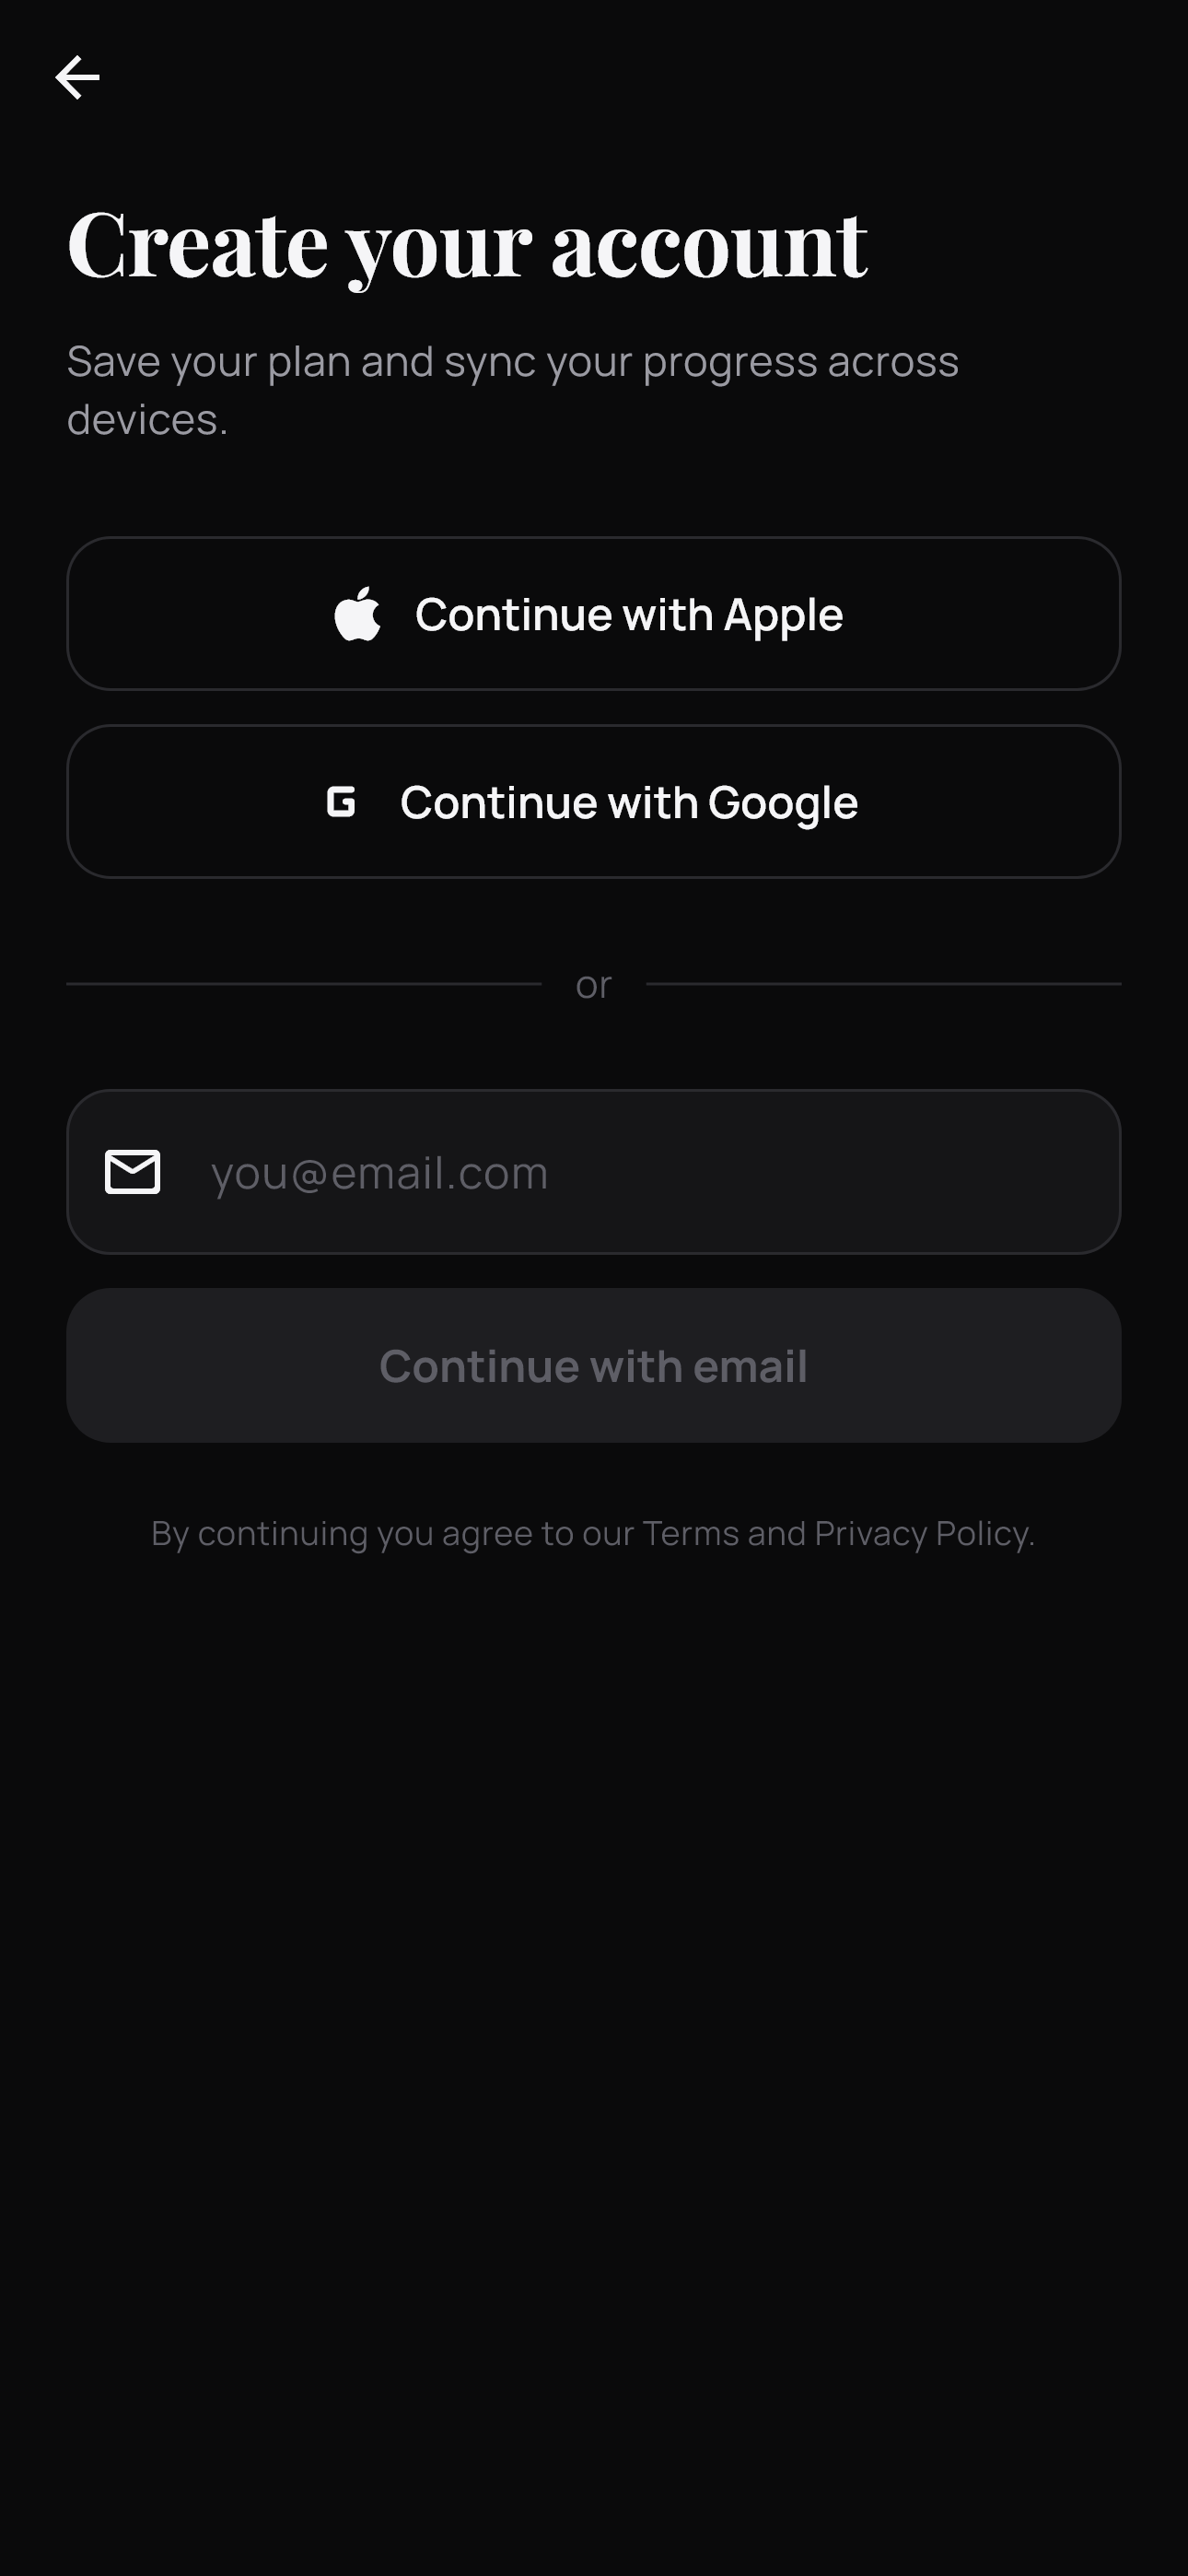 Create your account
Save your plan and sync your progress across
devices.
Continue with Apple
G Continue with Google
or
you@email.com
Continue with email
By continuing you agree to our Terms and Privacy Policy.